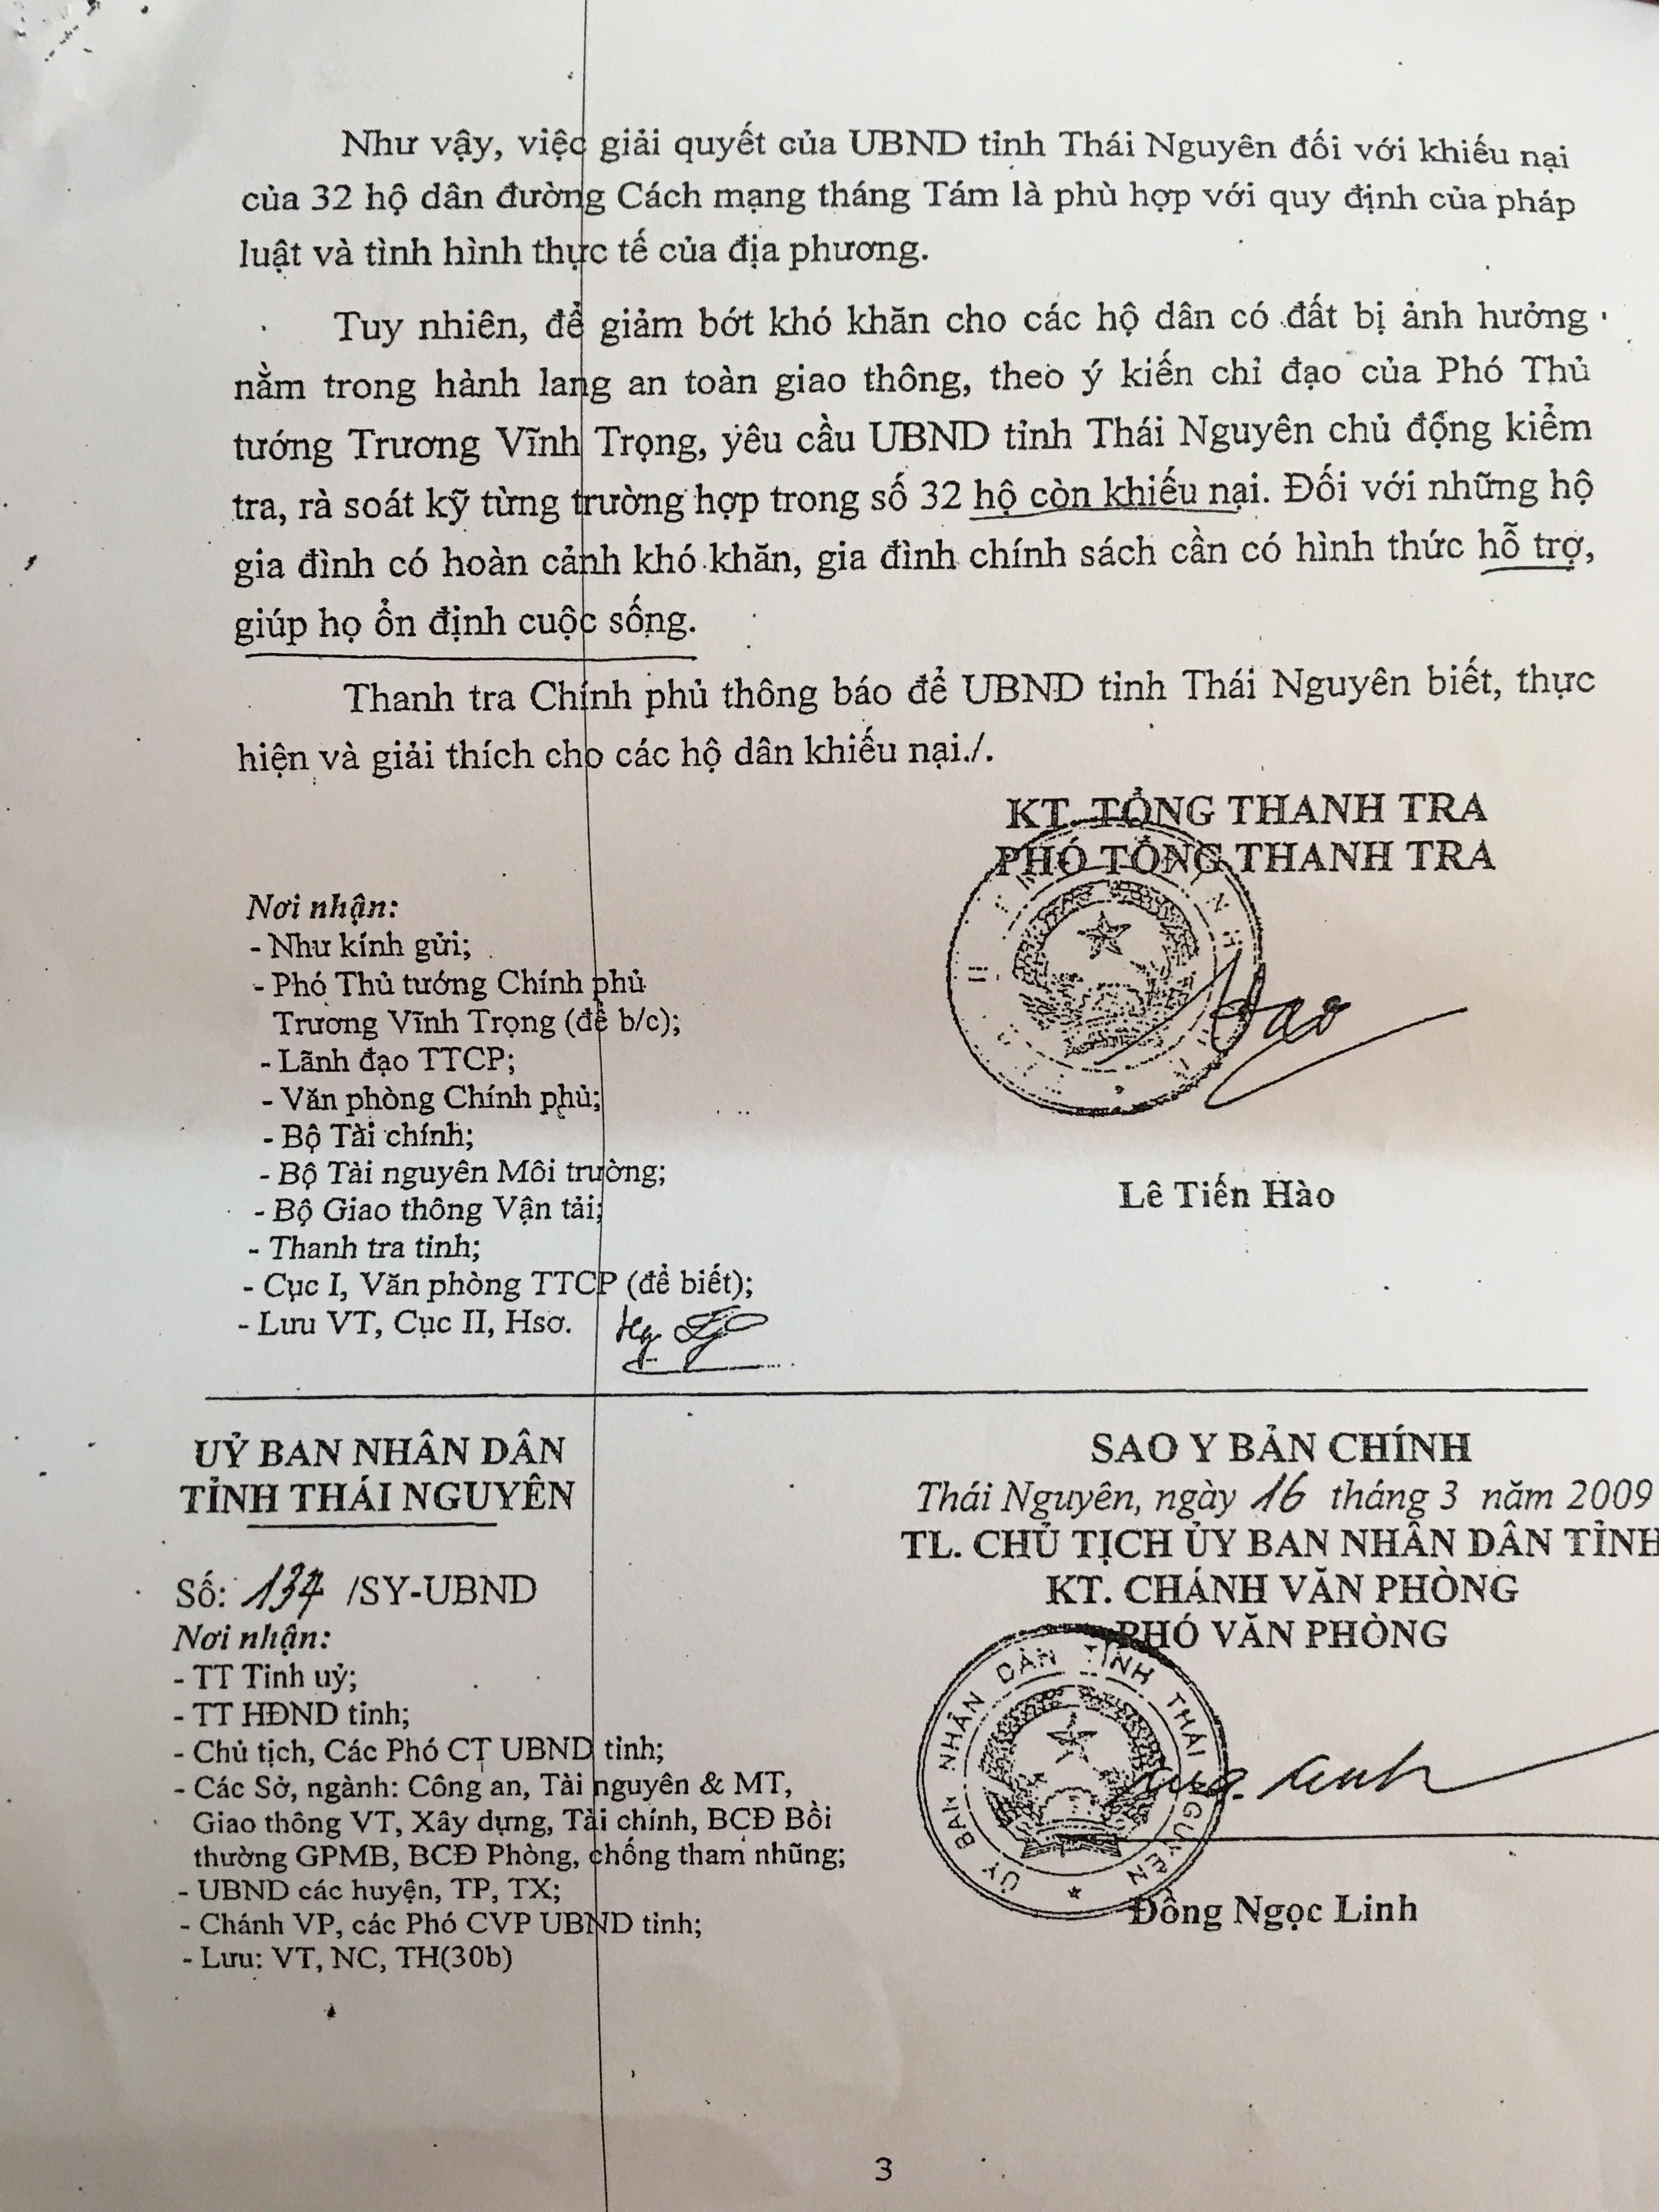 Như vậy, việc giải quyết của UBND tỉnh Thái Nguyên đối với khiếu nại
của 32 hộ dân đường Cách mạng tháng Tám là phù hợp với quy định của pháp
luật và tình hình thực tế của địa phương.
Tuy nhiên, để giảm bớt khó khăn cho các hộ dân có đất bị ảnh hưởng
nằm trong hành lang an toàn giao thông, theo ý kiến chỉ đạo của Phó Thủ
tướng Trương Vĩnh Trọng, yêu cầu UBND tỉnh Thái Nguyên chủ động kiểm
tra, rà soát kỹ từng trường hợp trong số 32 hộ còn khiếu nại. Đối với những hộ
gia đình có hoàn cảnh khó khăn, gia đình chính sách cần có hình thức hỗ trợ,
giúp họ ổn định cuộc sống.
Thanh tra Chính phủ thông báo để UBND tỉnh Thái Nguyên biết, thực
hiện và giải thích cho các hộ dân khiếu nại./.
KT. TỔNG THANH TRA
PHÓ TỔNG THANH TRA
Nơi nhận:
- Như kính gửi;
- Phó Thủ tướng Chính phủ
Trương Vĩnh Trọng (để b/c);
- Lãnh đạo TTCP;
- Văn phòng Chính phủ;
- Bộ Tài chính;
- Bộ Tài nguyên Môi trường;
- Bộ Giao thông Vận tải;
- Thanh tra tỉnh;
- Cục I, Văn phòng TTCP (để biết);
- Lưu VT, Cục II, Hsơ.
Lê Tiến Hào
UỶ BAN NHÂN DÂN
TỈNH THÁI NGUYÊN
Số: 137 /SY-UBND
Nơi nhận:
- TT Tỉnh uỷ;
- TT HĐND tỉnh;
- Chủ tịch, Các Phó CT UBND tỉnh;
- Các Sở, ngành: Công an, Tài nguyên & MT,
Giao thông VT, Xây dựng, Tài chính, BCĐ Bồi
thường GPMB, BCĐ Phòng, chống tham nhũng;
- UBND các huyện, TP, TX;
- Chánh VP, các Phó CVP UBND tỉnh;
- Lưu: VT, NC, TH(30b)
SAO Y BẢN CHÍNH
Thái Nguyên, ngày 16 tháng 3 năm 2009
TL. CHỦ TỊCH ỦY BAN NHÂN DÂN TỈNH
KT. CHÁNH VĂN PHÒNG
PHÓ VĂN PHÒNG
ỦY BAN NHÂN DÂN TỈNH THÁI NGUYÊN
Đồng Ngọc Linh
3